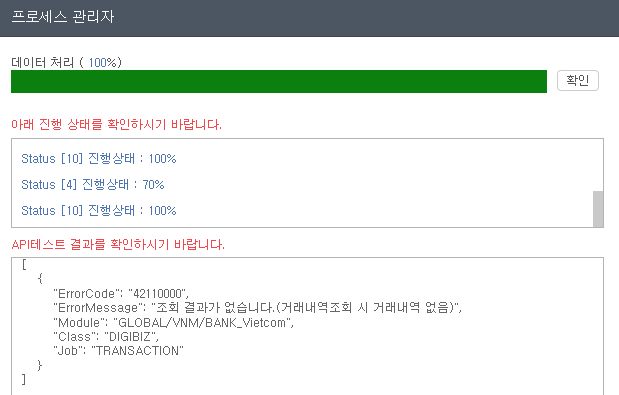 프로세스 관리자
데이터 처리 ( 100%)
확인
아래 진행 상태를 확인하시기 바랍니다.
Status [10] 진행상태 : 100%
Status [4] 진행상태 : 70%
Status [10] 진행상태 : 100%
API테스트 결과를 확인하시기 바랍니다.
[
{
"ErrorCode": "42110000",
"ErrorMessage": "조회 결과가 없습니다.(거래내역조회 시 거래내역 없음)",
"Module": "GLOBAL/VNM/BANK_Vietcom",
"Class": "DIGIBIZ",
"Job": "TRANSACTION"
}
]